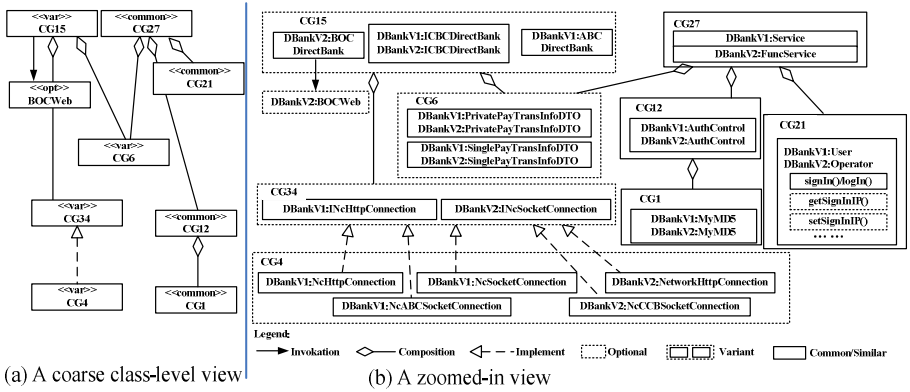 <<var>>
CG15
<<common>>
CG27
<<opt>>
BOCWeb
<<common>>
CG21
<<var>>
CG6
<<var>>
CG34
<<common>>
CG12
<<var>>
CG4
<<common>>
CG1
(a) A coarse class-level view
CG15
DBankV2:BOC
DirectBank
DBankV1:ICBCDirectBank
DBankV2:ICBCDirectBank
DBankV1:ABC
DirectBank
DBankV2:BOCWeb
CG27
DBankV1:Service
DBankV2:FuncService
CG6
DBankV1:PrivatePayTransInfoDTO
DBankV2:PrivatePayTransInfoDTO
DBankV1:SinglePayTransInfoDTO
DBankV2:SinglePayTransInfoDTO
CG12
DBankV1:AuthControl
DBankV2:AuthControl
CG21
DBankV1:User
DBankV2:Operator
signIn()/logIn()
getSignInIP()
setSignInIP()
... ...
CG34
DBankV1:INcHttpConnection
DBankV2:INcSocketConnection
CG1
DBankV1:MyMD5
DBankV2:MyMD5
CG4
DBankV1:NcHttpConnection
DBankV1:NcSocketConnection
DBankV2:NetworkHttpConnection
DBankV1:NcABCSocketConnection
DBankV2:NcCCBSocketConnection
Legend:
Invokation
Composition
Implement
Optional
Variant
Common/Similar
(b) A zoomed-in view